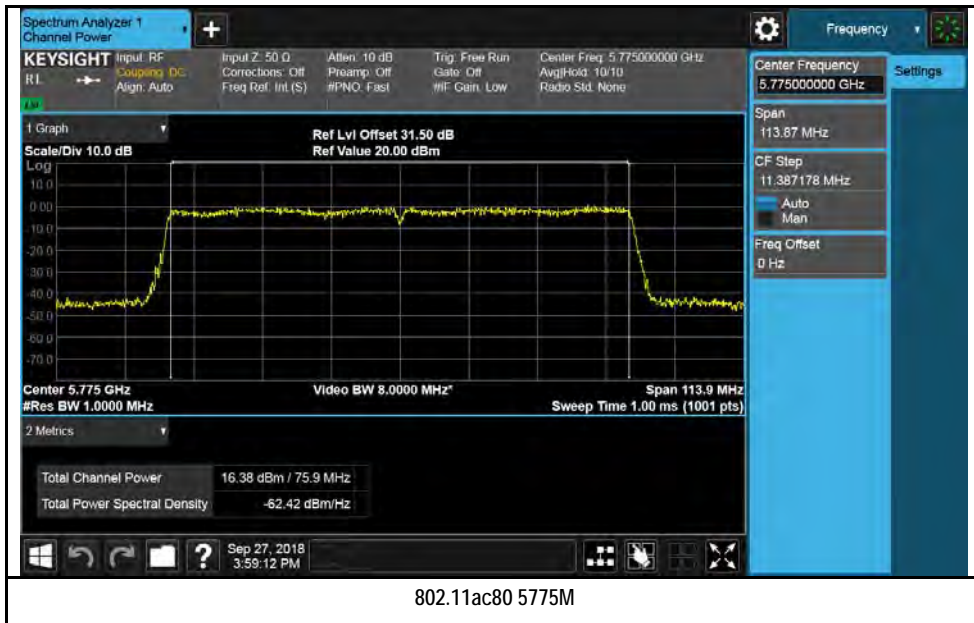 Spectrum Analyzer 1
Channel Power
+
Frequency
KEYSIGHT
RL
Input: RF
Coupling: DC
Align: Auto
Input Z: 50 Ω
Corrections: Off
Freq Ref: Int (S)
Atten: 10 dB
Preamp: Off
#PNO: Fast
Trig: Free Run
Gate: Off
#IF Gain: Low
Center Freq: 5.775000000 GHz
Avg|Hold: 10/10
Radio Std: None
Center Frequency
5.775000000 GHz
Settings
Span
113.87 MHz
CF Step
11.387178 MHz
Auto
Man
Freq Offset
0 Hz
1 Graph
Scale/Div 10.0 dB
Ref Lvl Offset 31.50 dB
Ref Value 20.00 dBm
Log
10.0
0.00
-10.0
-20.0
-30.0
-40.0
-50.0
-60.0
-70.0
Center 5.775 GHz
#Res BW 1.0000 MHz
Video BW 8.0000 MHz*
Span 113.9 MHz
Sweep Time 1.00 ms (1001 pts)
2 Metrics
Total Channel Power 16.38 dBm / 75.9 MHz
Total Power Spectral Density -62.42 dBm/Hz
?
Sep 27, 2018
3:59:12 PM
802.11ac80 5775M